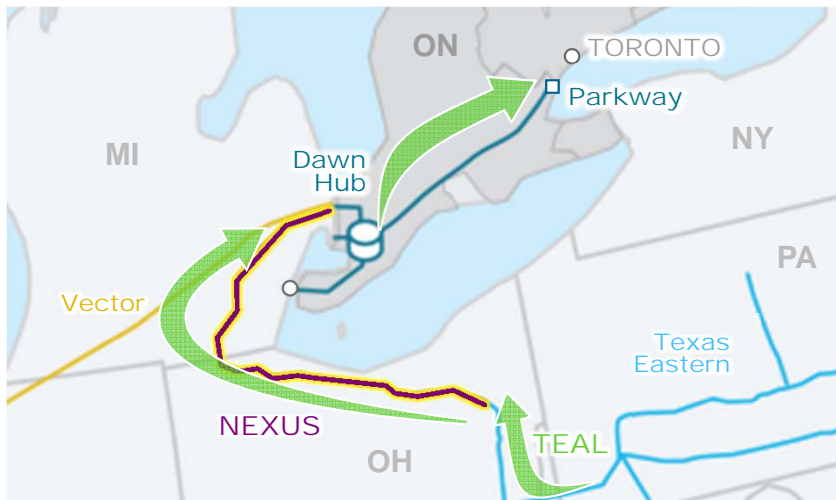 ON
TORONTO
Parkway
MI
NY
Dawn
Hub
PA
Vector
Texas
Eastern
NEXUS
TEAL
OH